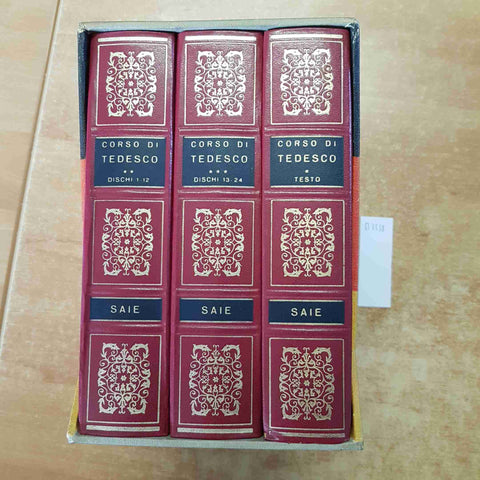 CORSO DI
TEDESCO
**
DISCHI 1-12
SAIE
CORSO DI
TEDESCO
***
DISCHI 13-24
SAIE
CORSO DI
TEDESCO
*
TESTO
SAIE